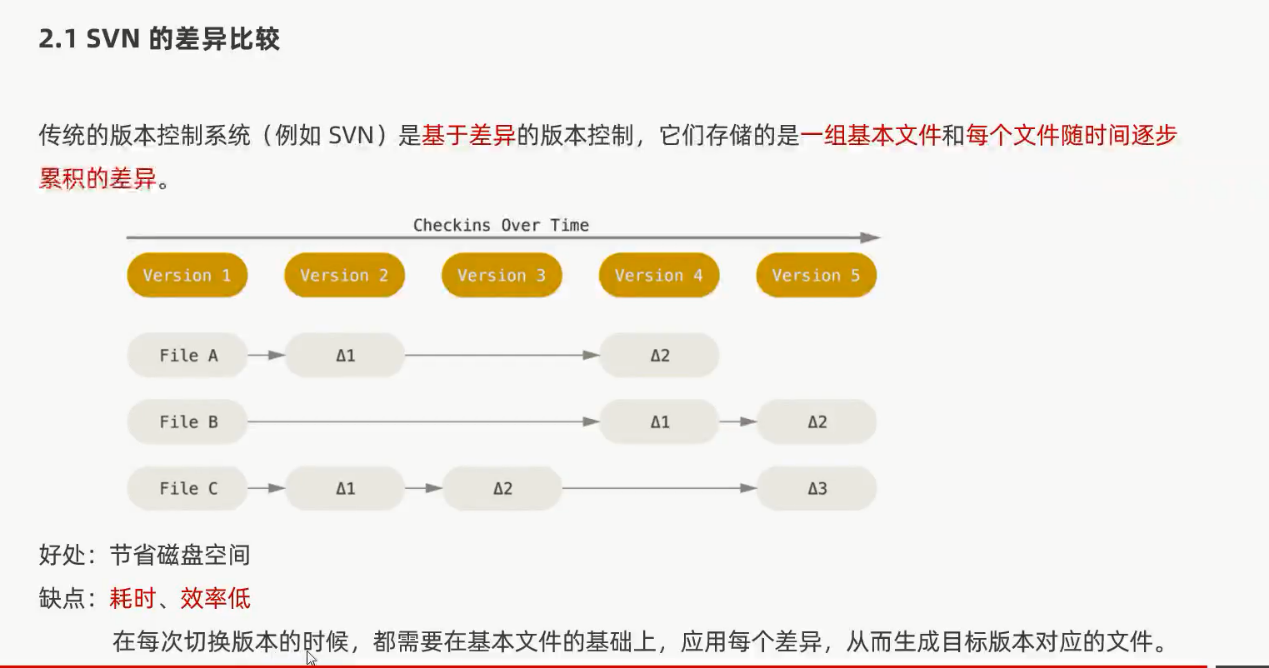 2.1 SVN 的差异比较
传统的版本控制系统（例如 SVN）是基于差异的版本控制，它们存储的是一组基本文件和每个文件随时间逐步
累积的差异。
Checkins Over Time
Version 1 Version 2 Version 3 Version 4 Version 5
File A Δ1 Δ2
File B Δ1 Δ2
File C Δ1 Δ2 Δ3
好处：节省磁盘空间
缺点：耗时、效率低
在每次切换版本的时候，都需要在基本文件的基础上，应用每个差异，从而生成目标版本对应的文件。